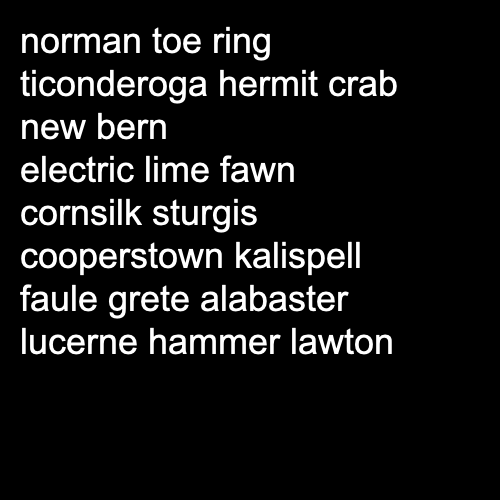 norman toe ring
ticonderoga hermit crab
new bern
electric lime fawn
cornsilk sturgis
cooperstown kalispell
faule grete alabaster
lucerne hammer lawton